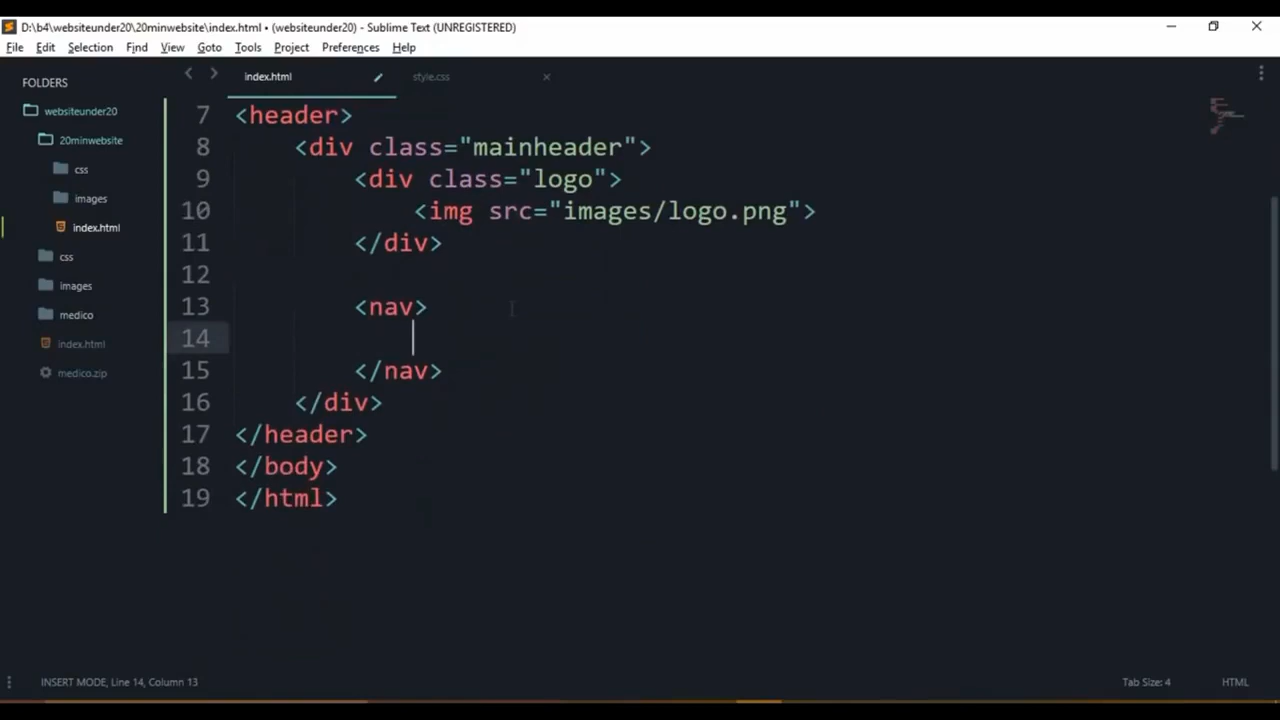 D:\b4\websiteunder20\20minwebsite\index.html • (websiteunder20) - Sublime Text (UNREGISTERED)
File Edit Selection Find View Goto Tools Project Preferences Help
FOLDERS
websiteunder20
20minwebsite
css
images
index.html
css
images
medico
index.html
medico.zip
index.html
style.css
7 <header>
8 <div class="mainheader">
9 <div class="logo">
10 <img src="images/logo.png">
11 </div>
12
13 <nav>
14
15 </nav>
16 </div>
17 </header>
18 </body>
19 </html>
INSERT MODE, Line 14, Column 13
Tab Size: 4
HTML